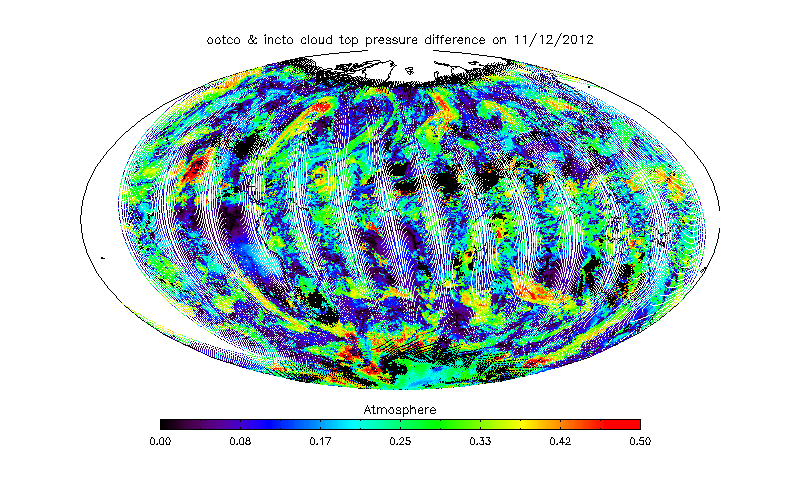 ootco & incto cloud top pressure difference on 11/12/2012
Atmosphere
0.00 0.08 0.17 0.25 0.33 0.42 0.50